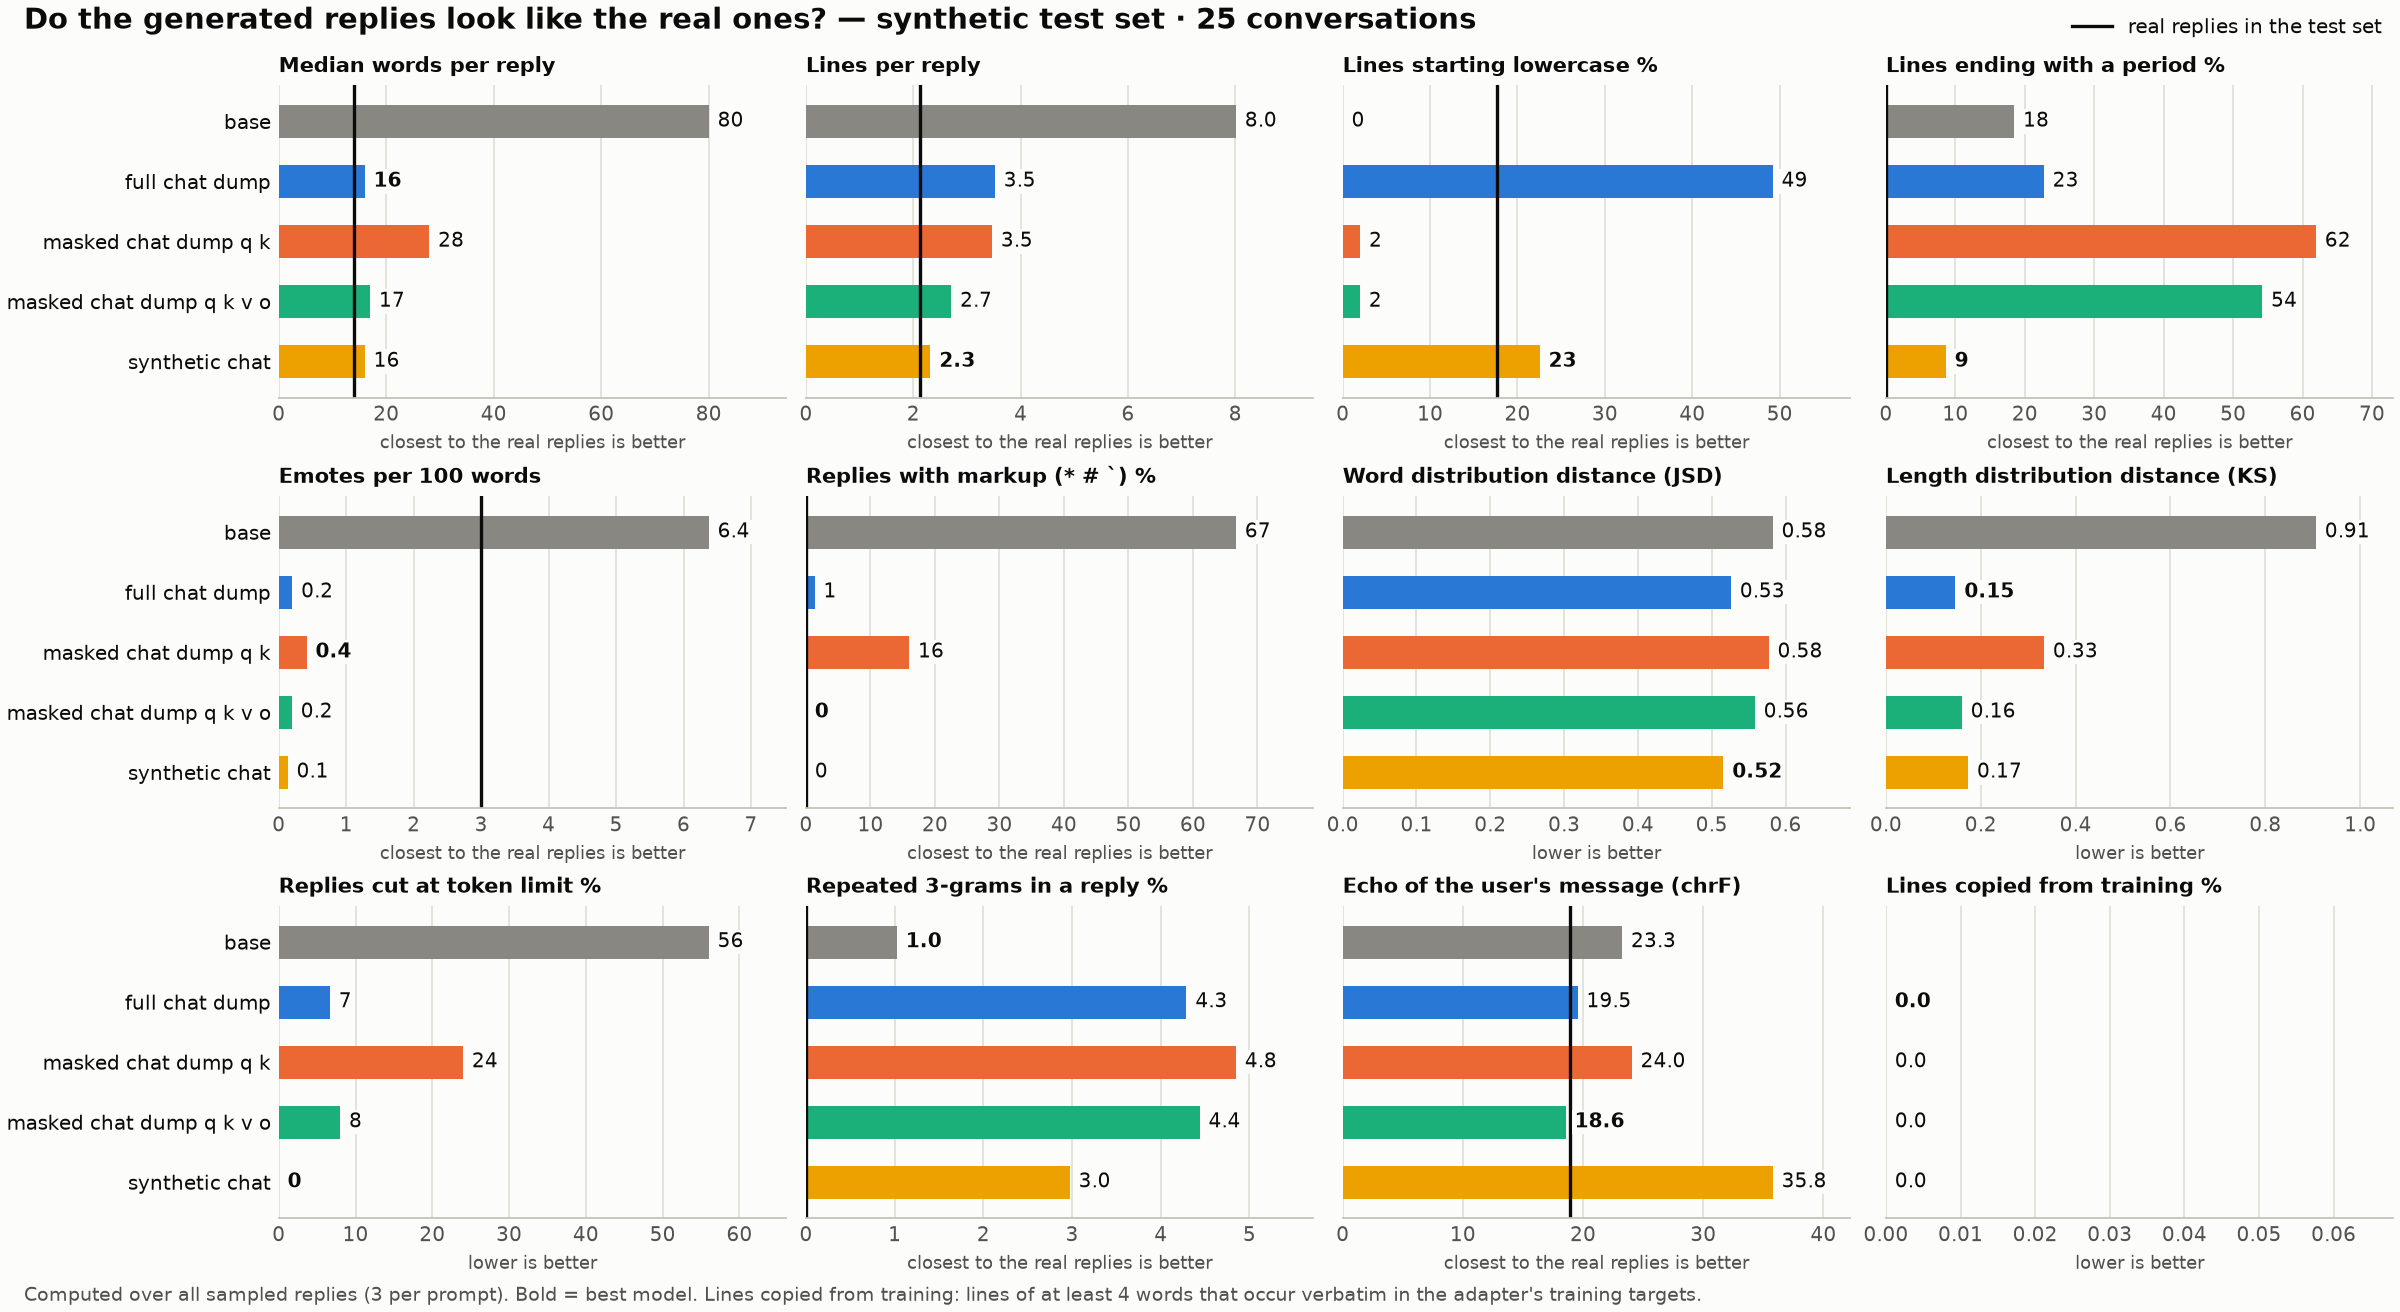 Do the generated replies look like the real ones? — synthetic test set · 25 conversations
real replies in the test set
Median words per reply
Lines per reply
Lines starting lowercase %
Lines ending with a period %
base
80
8.0
0
18
full chat dump
16
3.5
49
23
masked chat dump q k
28
3.5
2
62
masked chat dump q k v o
17
2.7
2
54
synthetic chat
16
2.3
23
9
0 20 40 60 80
0 2 4 6 8
0 10 20 30 40 50
0 10 20 30 40 50 60 70
closest to the real replies is better
closest to the real replies is better
closest to the real replies is better
closest to the real replies is better
Emotes per 100 words
Replies with markup (* # `) %
Word distribution distance (JSD)
Length distribution distance (KS)
base
6.4
67
0.58
0.91
full chat dump
0.2
1
0.53
0.15
masked chat dump q k
0.4
16
0.58
0.33
masked chat dump q k v o
0.2
0
0.56
0.16
synthetic chat
0.1
0
0.52
0.17
0 1 2 3 4 5 6 7
0 10 20 30 40 50 60 70
0.0 0.1 0.2 0.3 0.4 0.5 0.6
0.0 0.2 0.4 0.6 0.8 1.0
closest to the real replies is better
closest to the real replies is better
lower is better
lower is better
Replies cut at token limit %
Repeated 3-grams in a reply %
Echo of the user's message (chrF)
Lines copied from training %
base
56
1.0
23.3
full chat dump
7
4.3
19.5
0.0
masked chat dump q k
24
4.8
24.0
0.0
masked chat dump q k v o
8
4.4
18.6
0.0
synthetic chat
0
3.0
35.8
0.0
0 10 20 30 40 50 60
0 1 2 3 4 5
0 10 20 30 40
0.00 0.01 0.02 0.03 0.04 0.05 0.06
lower is better
closest to the real replies is better
closest to the real replies is better
lower is better
Computed over all sampled replies (3 per prompt). Bold = best model. Lines copied from training: lines of at least 4 words that occur verbatim in the adapter's training targets.